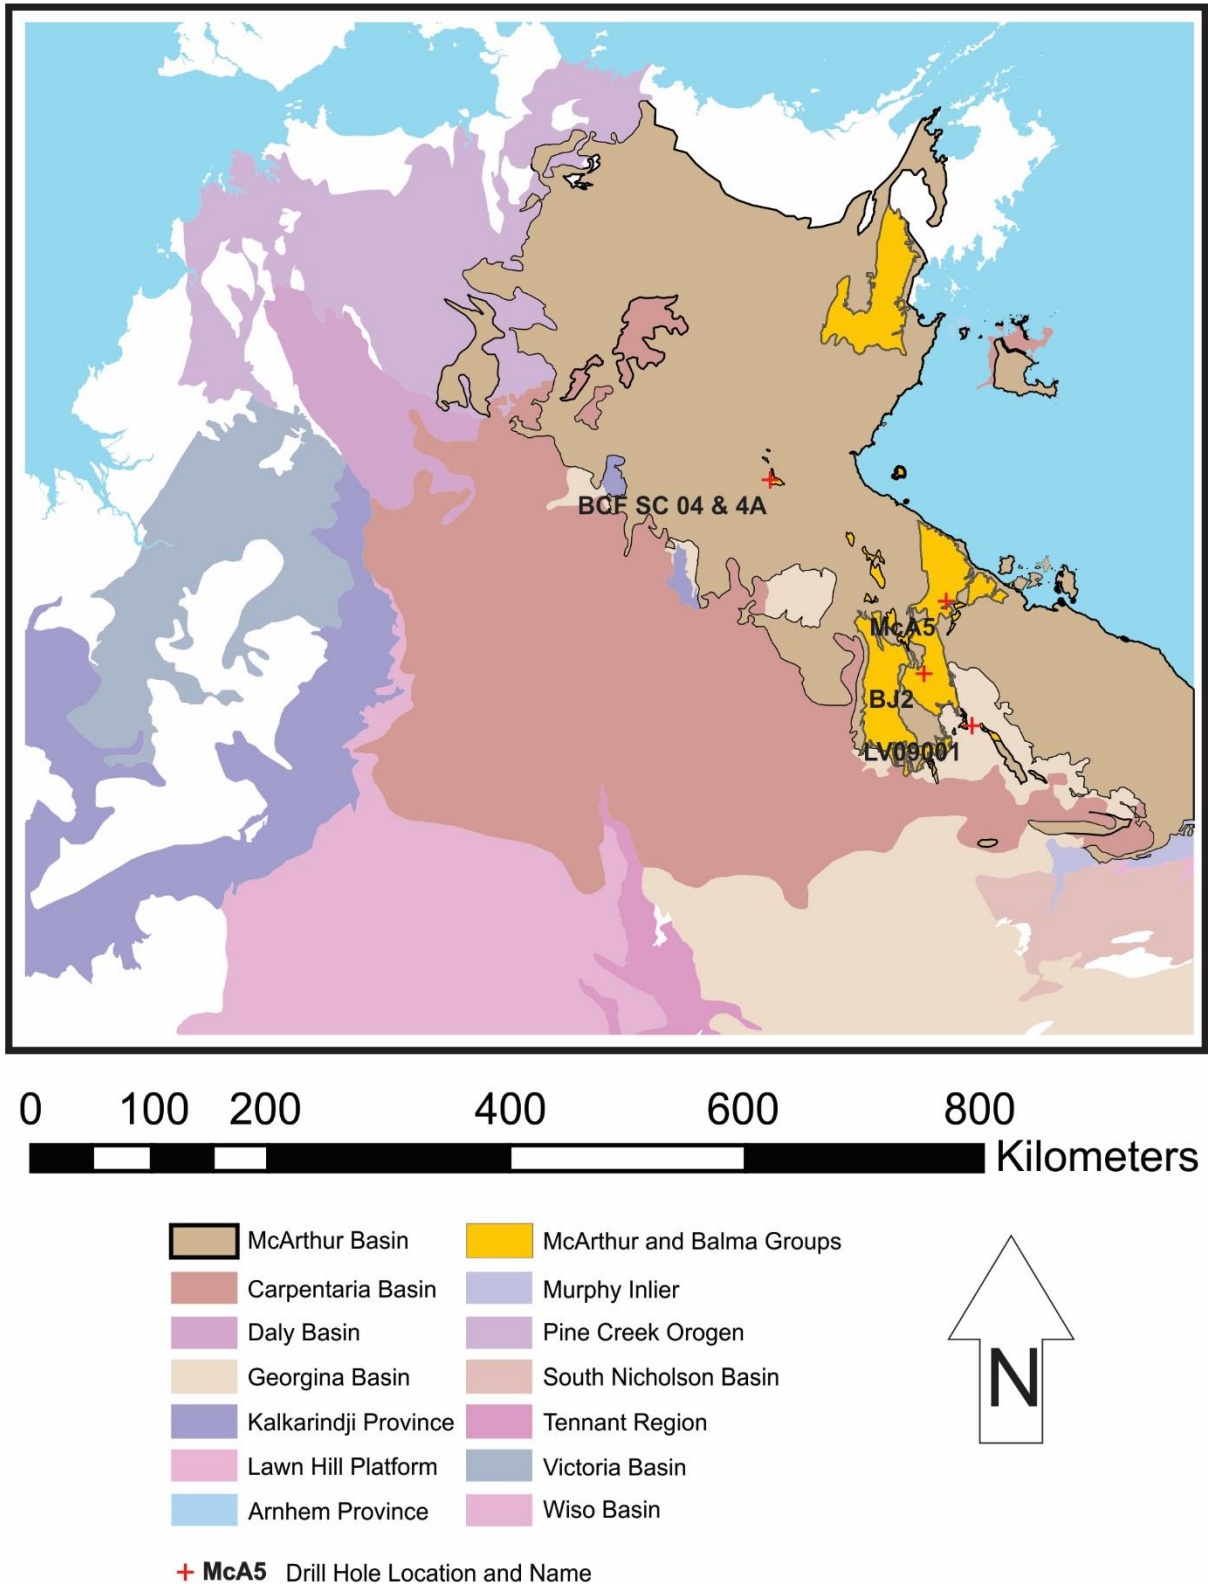 BCF SC 04 & 4A
McA5
BJ2
LV09001
0 100 200 400 600 800
Kilometers
McArthur Basin
McArthur and Balma Groups
Carpentaria Basin
Murphy Inlier
Daly Basin
Pine Creek Orogen
Georgina Basin
South Nicholson Basin
Kalkarindji Province
Tennant Region
Lawn Hill Platform
Victoria Basin
Arnhem Province
Wiso Basin
N
+ McA5 Drill Hole Location and Name